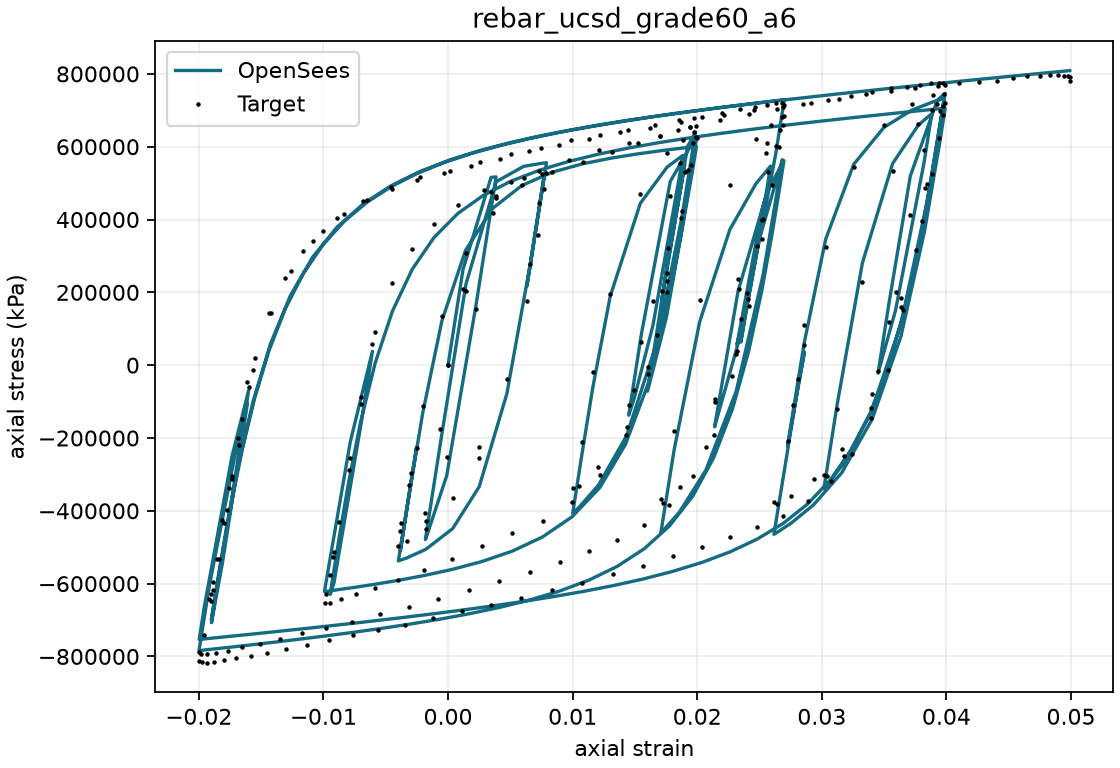 rebar_ucsd_grade60_a6
OpenSees
Target
axial stress (kPa)
800000
600000
400000
200000
0
−200000
−400000
−600000
−800000
−0.02 −0.01 0.00 0.01 0.02 0.03 0.04 0.05
axial strain